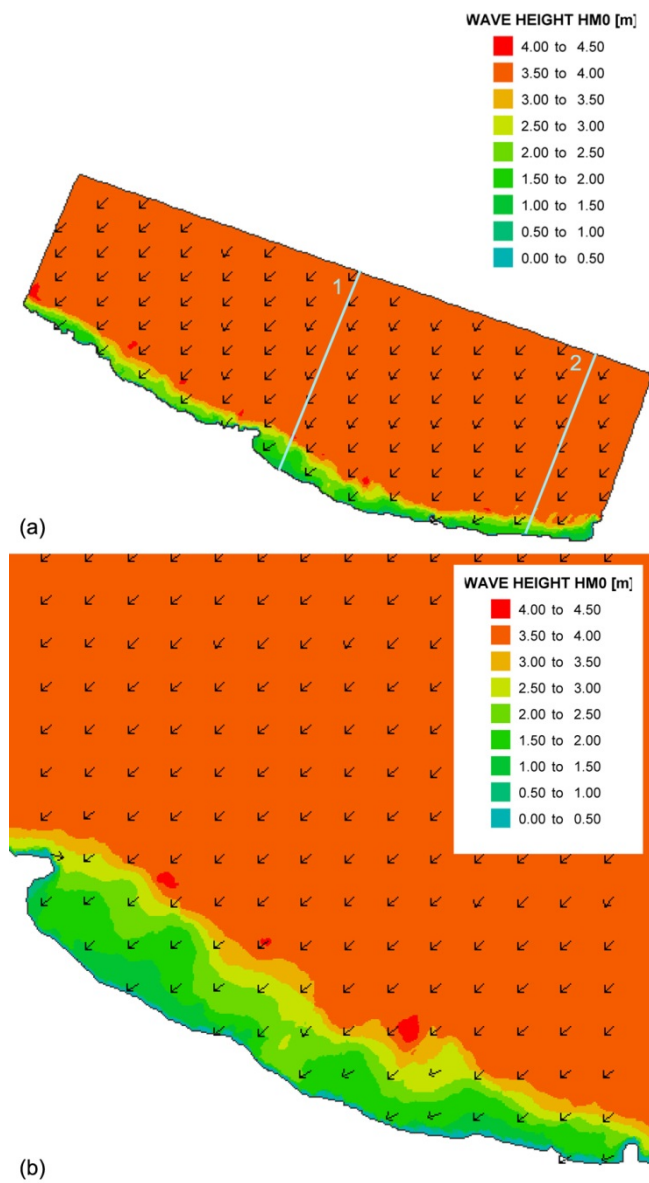 WAVE HEIGHT HM0 [m]
4.00 to 4.50
3.50 to 4.00
3.00 to 3.50
2.50 to 3.00
2.00 to 2.50
1.50 to 2.00
1.00 to 1.50
0.50 to 1.00
0.00 to 0.50
1
2
(a)
WAVE HEIGHT HM0 [m]
4.00 to 4.50
3.50 to 4.00
3.00 to 3.50
2.50 to 3.00
2.00 to 2.50
1.50 to 2.00
1.00 to 1.50
0.50 to 1.00
0.00 to 0.50
(b)